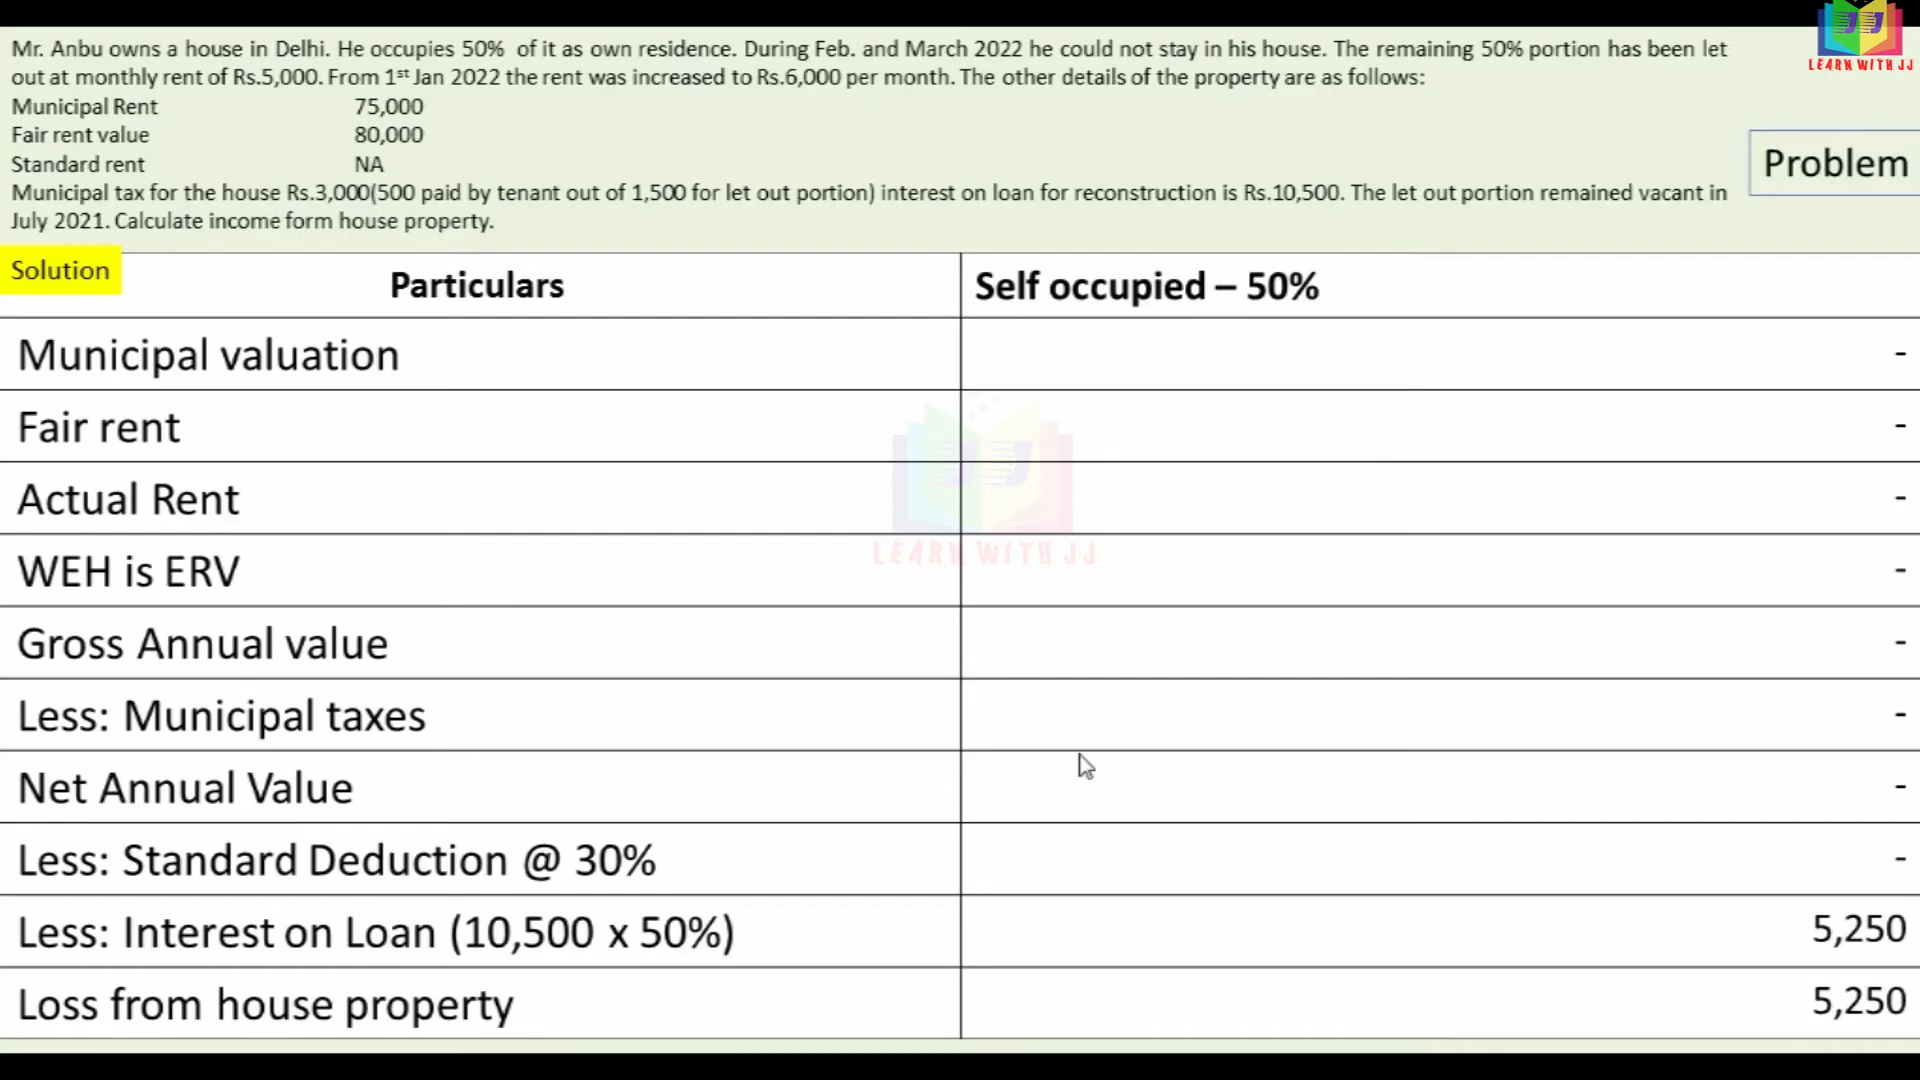 LEARN WITH JJ
Mr. Anbu owns a house in Delhi. He occupies 50% of it as own residence. During Feb. and March 2022 he could not stay in his house. The remaining 50% portion has been let
out at monthly rent of Rs.5,000. From 1st Jan 2022 the rent was increased to Rs.6,000 per month. The other details of the property are as follows:
Municipal Rent 75,000
Fair rent value 80,000
Standard rent NA
Problem
Municipal tax for the house Rs.3,000(500 paid by tenant out of 1,500 for let out portion) interest on loan for reconstruction is Rs.10,500. The let out portion remained vacant in
July 2021. Calculate income form house property.
Solution
Particulars Self occupied – 50%
Municipal valuation -
Fair rent -
Actual Rent -
WEH is ERV -
LEARN WITH JJ
Gross Annual value -
Less: Municipal taxes -
Net Annual Value -
Less: Standard Deduction @ 30% -
Less: Interest on Loan (10,500 x 50%) 5,250
Loss from house property 5,250